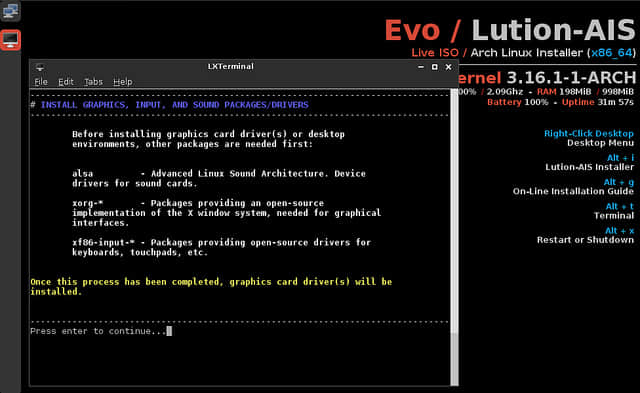 Evo / Lution-AIS
Live ISO / Arch Linux Installer (x86_64)
LXTerminal
File Edit Tabs Help
ernel 3.16.1-1-ARCH
00% / 2.09Ghz - RAM 198MiB / 998MiB
Battery 100% - Uptime 31m 57s
# INSTALL GRAPHICS, INPUT, AND SOUND PACKAGES/DRIVERS
Before installing graphics card driver(s) or desktop
environments, other packages are needed first:
alsa - Advanced Linux Sound Architecture. Device
drivers for sound cards.
xorg-* - Packages providing an open-source
implementation of the X window system, needed for graphical
interfaces.
xf86-input-* - Packages providing open-source drivers for
keyboards, touchpads, etc.
Once this process has been completed, graphics card driver(s) will be
installed.
Press enter to continue...
Right-Click Desktop
Desktop Menu
Alt + i
Lution-AIS Installer
Alt + g
On-Line Installation Guide
Alt + t
Terminal
Alt + x
Restart or Shutdown